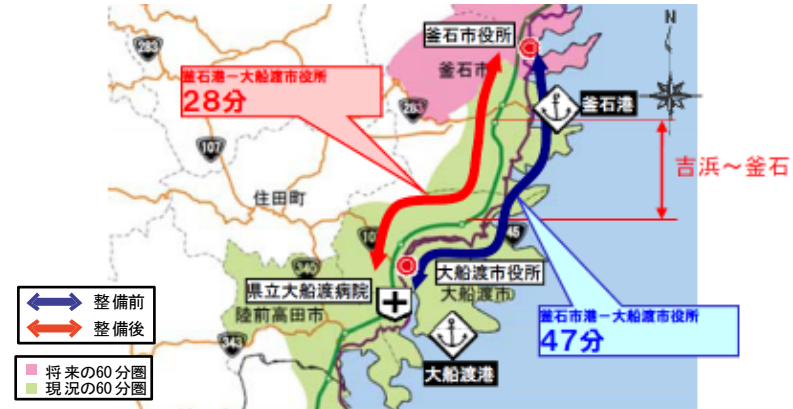 釜石市役所
N
283
釜石市
釜石港－大船渡市役所
28分
283
釜石港
107
吉浜～釜石
住田町
45
107
340
大船渡市役所
県立大船渡病院
大船渡市
陸前高田市
釜石市港－大船渡市役所
47分
整備前
整備後
343
大船渡港
将来の60分圏
現況の60分圏